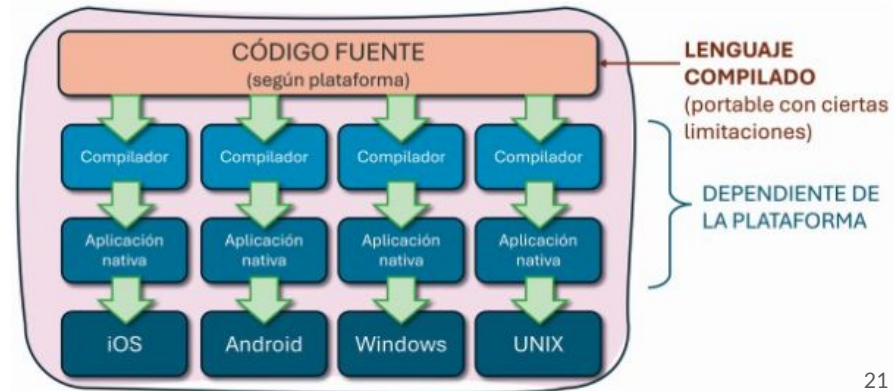 CÓDIGO FUENTE
(según plataforma)
LENGUAJE
COMPILADO
(portable con ciertas
limitaciones)
Compilador
Compilador
Compilador
Compilador
DEPENDIENTE DE
LA PLATAFORMA
Aplicación
nativa
Aplicación
nativa
Aplicación
nativa
Aplicación
nativa
iOS
Android
Windows
UNIX
21